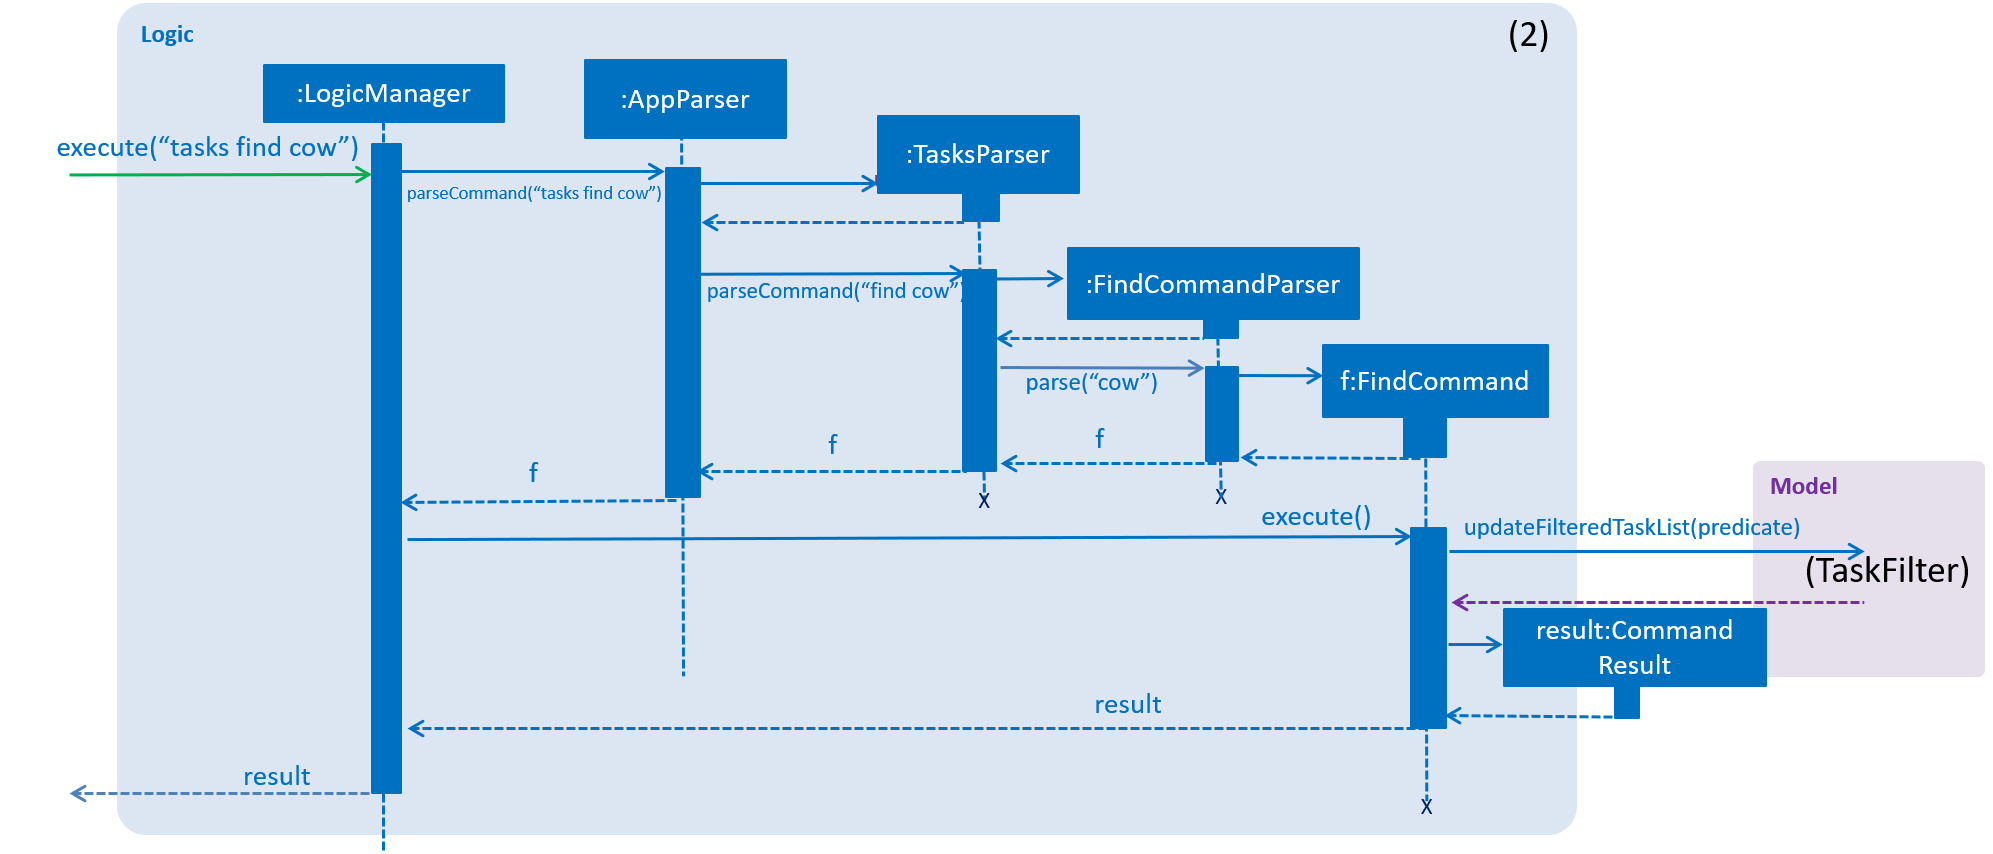 Logic
(2)
:LogicManager
:AppParser
:TasksParser
execute(“tasks find cow”)
parseCommand(“tasks find cow”)
:FindCommandParser
parseCommand(“find cow”)
f:FindCommand
parse(“cow”)
f
f
f
X
X
Model
execute()
updateFilteredTaskList(predicate)
(TaskFilter)
result:Command
Result
result
result
X